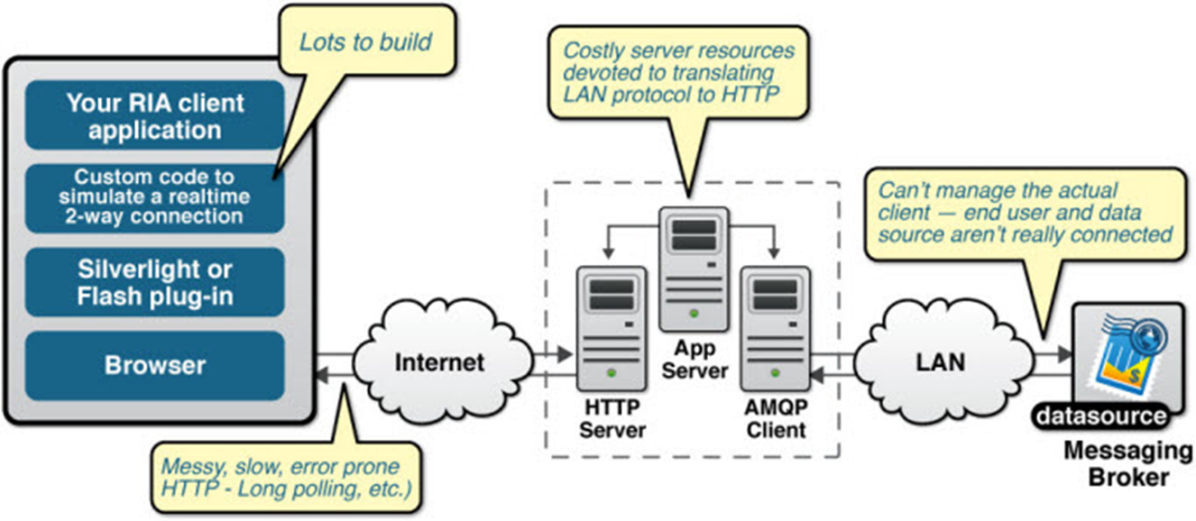 Lots to build
Your RIA client
application
Custom code to
simulate a realtime
2-way connection
Silverlight or
Flash plug-in
Browser
Messy, slow, error prone
HTTP - Long polling, etc.)
Internet
Costly server resources
devoted to translating
LAN protocol to HTTP
App
Server
HTTP
Server
AMQP
Client
Can't manage the actual
client — end user and data
source aren't really connected
LAN
$
datasource
Messaging
Broker